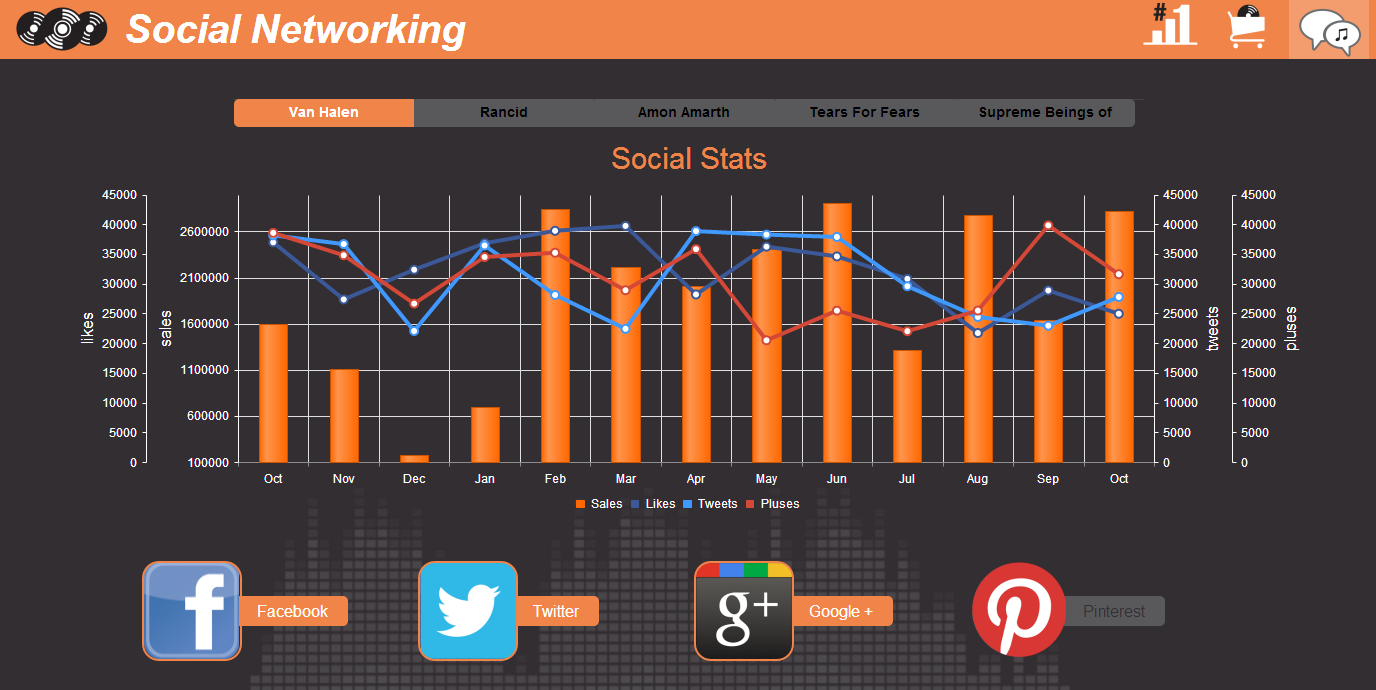 #1
Social Networking
Van Halen Rancid Amon Amarth Tears For Fears Supreme Beings of
Social Stats
45000 45000 45000
40000 2600000 40000 40000
35000 35000 35000
30000 2100000 30000 30000
25000 1600000 25000 25000
likes sales tweets pluses
20000 20000 20000
15000 1100000 15000 15000
10000 600000 10000 10000
5000 5000 5000
0 100000 0 0
Oct Nov Dec Jan Feb Mar Apr May Jun Jul Aug Sep Oct
Sales Likes Tweets Pluses
f Facebook Twitter g+ Google + P Pinterest